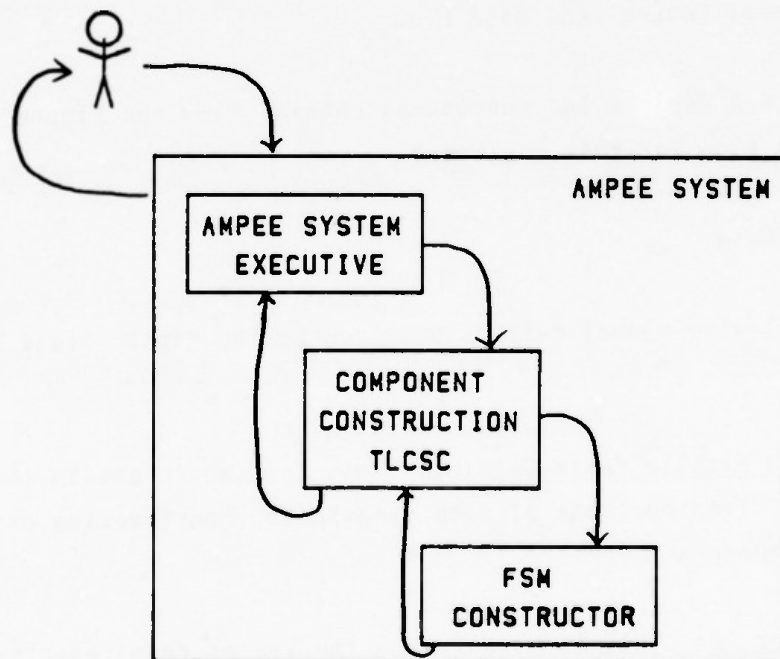 AMPEE SYSTEM
AMPEE SYSTEM
EXECUTIVE
COMPONENT
CONSTRUCTION
TLCSC
FSM
CONSTRUCTOR